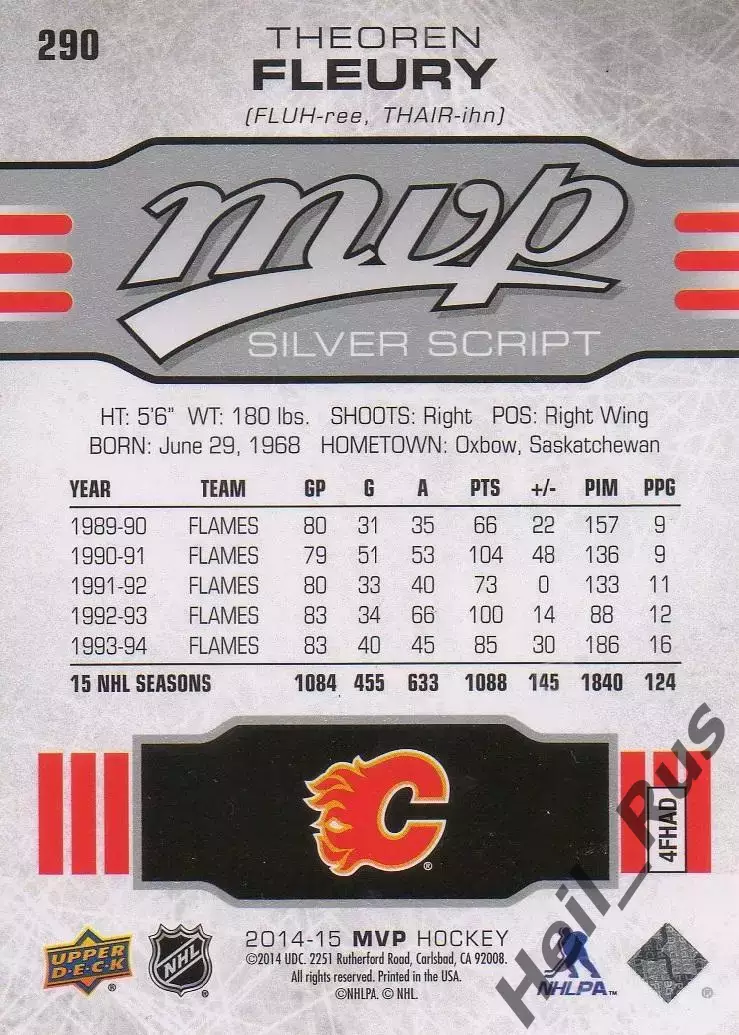 290
THEOREN
FLEURY
(FLUH-ree, THAIR-ihn)
mvp
SILVER SCRIPT
HT: 5'6" WT: 180 lbs. SHOOTS: Right POS: Right Wing
BORN: June 29, 1968 HOMETOWN: Oxbow, Saskatchewan
YEAR TEAM GP G A PTS +/- PIM PPG
1989-90 FLAMES 80 31 35 66 22 157 9
1990-91 FLAMES 79 51 53 104 48 136 9
1991-92 FLAMES 80 33 40 73 0 133 11
1992-93 FLAMES 83 34 66 100 14 88 12
1993-94 FLAMES 83 40 45 85 30 186 16
15 NHL SEASONS 1084 455 633 1088 145 1840 124
C ®
4FHAD
UPPER DECK ®
NHL ®
2014-15 MVP HOCKEY
©2014 UDC. 2251 Rutherford Road, Carlsbad, CA 92008.
All rights reserved. Printed in the USA.
©NHLPA. © NHL.
NHLPA ®
®
Hail_Rus